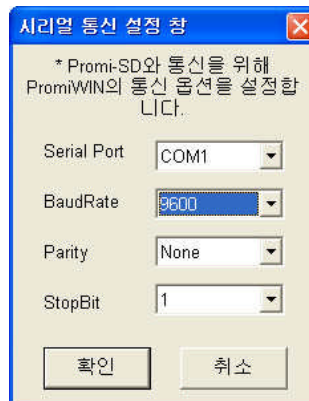 시리얼 통신 설정 창
* Promi-SD와 통신을 위해
PromiWIN의 통신 옵션을 설정합
니다.
Serial Port COM1
BaudRate 9600
Parity None
StopBit 1
확인 취소